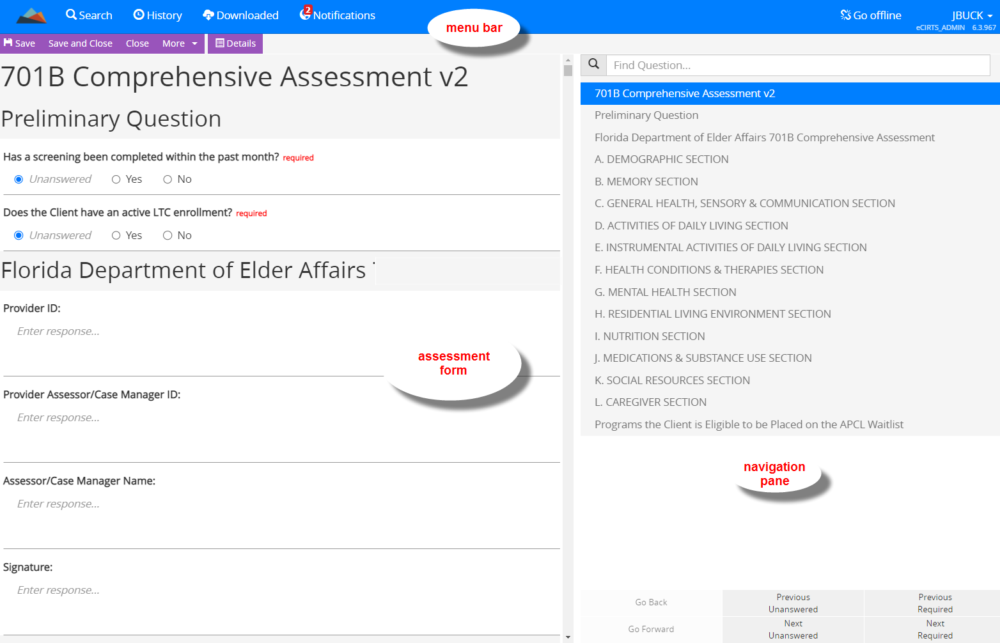 Search
History
Downloaded
2
Notifications
menu bar
Go offline
JBUCK
eCIRTS_ADMIN 6.3.967
Save
Save and Close
Close
More
Details
701B Comprehensive Assessment v2
Preliminary Question
Has a screening been completed within the past month? required
Unanswered Yes No
Does the Client have an active LTC enrollment? required
Unanswered Yes No
Florida Department of Elder Affairs
Provider ID:
Enter response...
assessment
form
Provider Assessor/Case Manager ID:
Enter response...
Assessor/Case Manager Name:
Enter response...
Signature:
Enter response...
Find Question...
701B Comprehensive Assessment v2
Preliminary Question
Florida Department of Elder Affairs 701B Comprehensive Assessment
A. DEMOGRAPHIC SECTION
B. MEMORY SECTION
C. GENERAL HEALTH, SENSORY & COMMUNICATION SECTION
D. ACTIVITIES OF DAILY LIVING SECTION
E. INSTRUMENTAL ACTIVITIES OF DAILY LIVING SECTION
F. HEALTH CONDITIONS & THERAPIES SECTION
G. MENTAL HEALTH SECTION
H. RESIDENTIAL LIVING ENVIRONMENT SECTION
I. NUTRITION SECTION
J. MEDICATIONS & SUBSTANCE USE SECTION
K. SOCIAL RESOURCES SECTION
L. CAREGIVER SECTION
Programs the Client is Eligible to be Placed on the APCL Waitlist
navigation
pane
Go Back
Previous
Unanswered
Previous
Required
Go Forward
Next
Unanswered
Next
Required